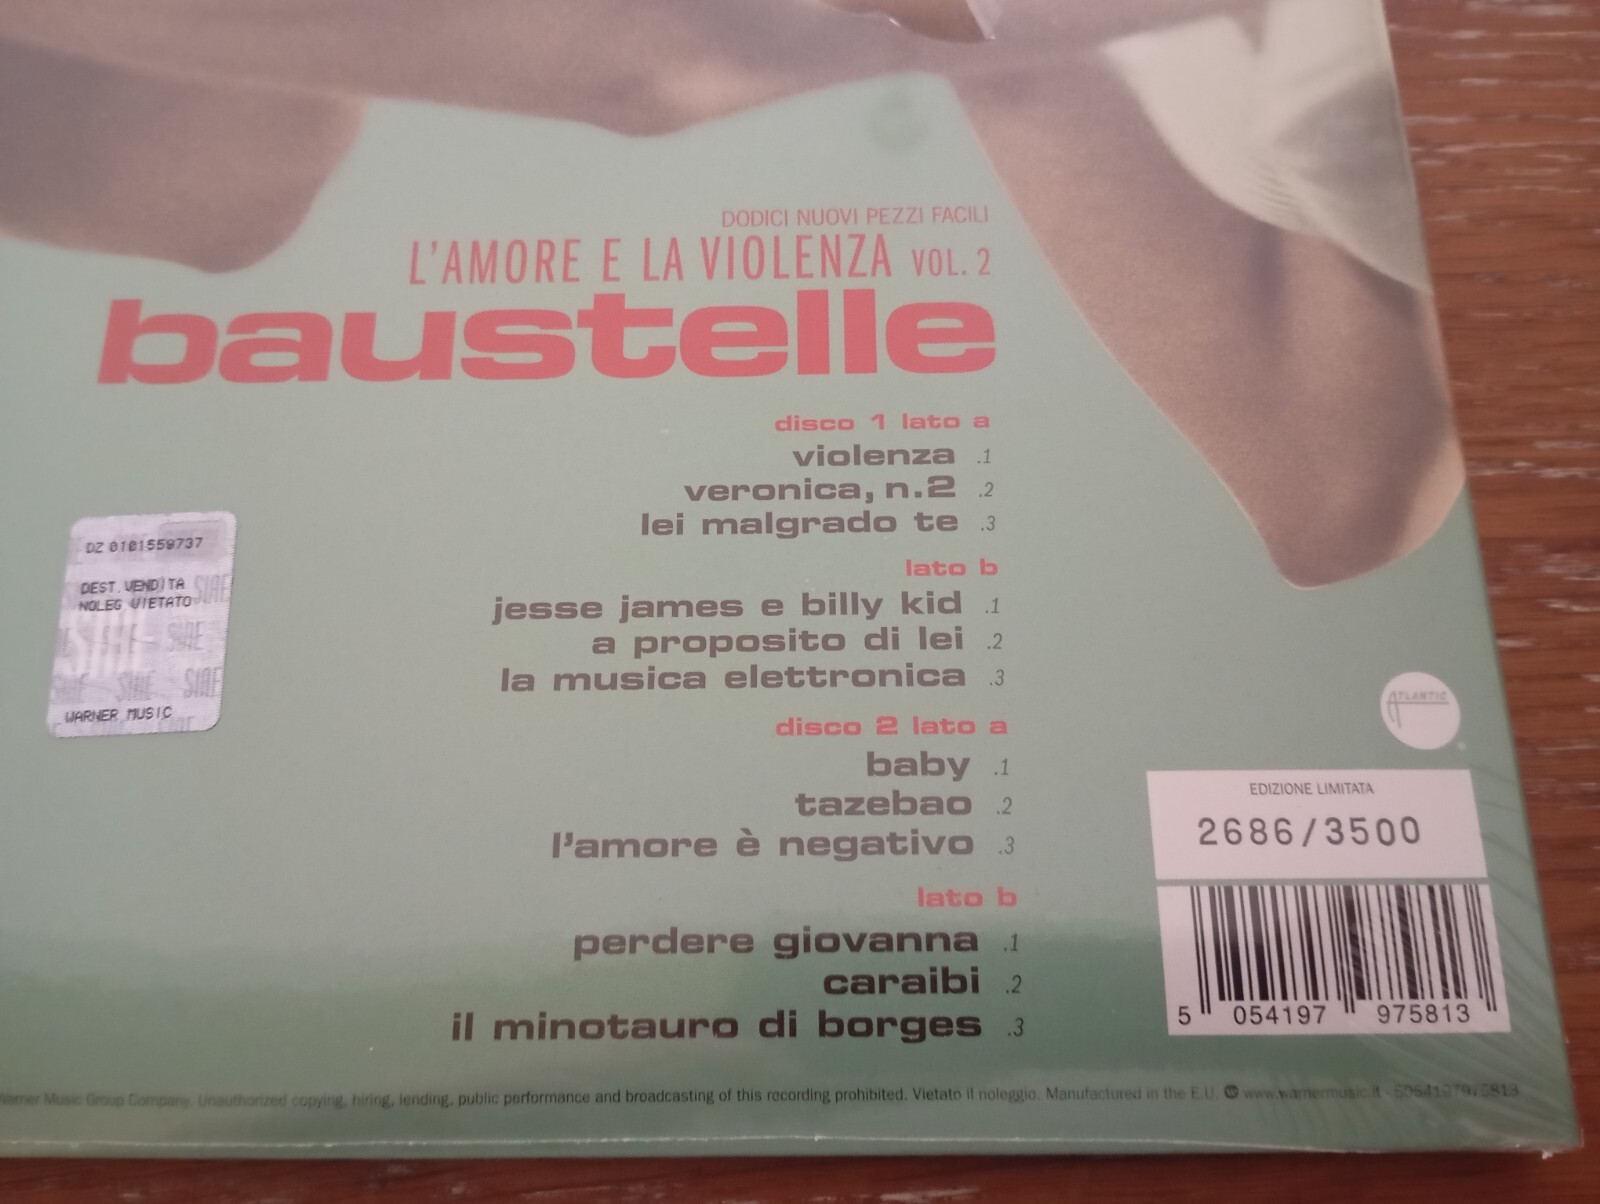 DODICI NUOVI PEZZI FACILI
L'AMORE E LA VIOLENZA VOL. 2
baustelle
disco 1 lato a
violenza .1
veronica, n.2 .2
lei malgrado te .3
lato b
jesse james e billy kid .1
a proposito di lei .2
la musica elettronica .3
disco 2 lato a
baby .1
tazebao .2
l'amore è negativo .3
lato b
perdere giovanna .1
caraibi .2
il minotauro di borges .3
DZ 0101559737
DEST. VENDITA
NOLEG VIETATO
SIAE
WARNER MUSIC
ATLANTIC
EDIZIONE LIMITATA
2686/3500
5 054197 975813
Warner Music Group Company. Unauthorized copying, hiring, lending, public performance and broadcasting of this recording prohibited. Vietato il noleggio. Manufactured in the E.U. www.warnermusic.it - 5054197975813